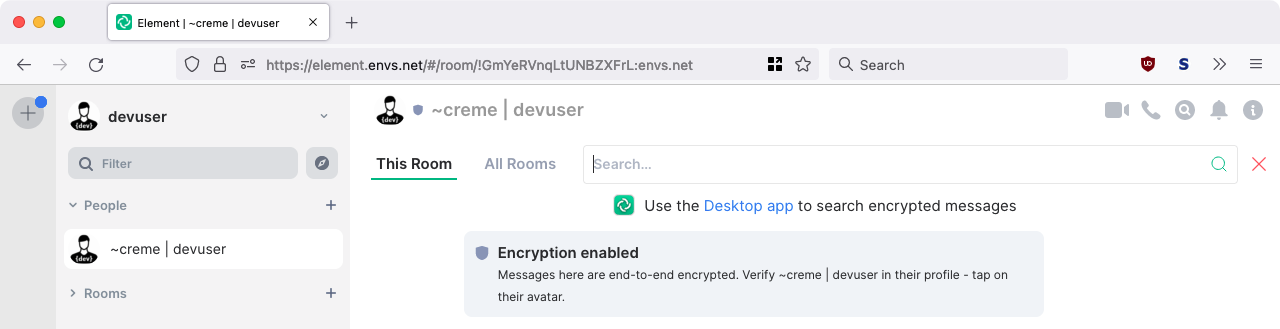 Element | ~creme | devuser
https://element.envs.net/#/room/!GmYeRVnqLtUNBZXFrL:envs.net
Search
S
devuser
~creme | devuser
Filter
This Room
All Rooms
Search...
People
Use the Desktop app to search encrypted messages
~creme | devuser
Encryption enabled
Messages here are end-to-end encrypted. Verify ~creme | devuser in their profile - tap on
their avatar.
Rooms